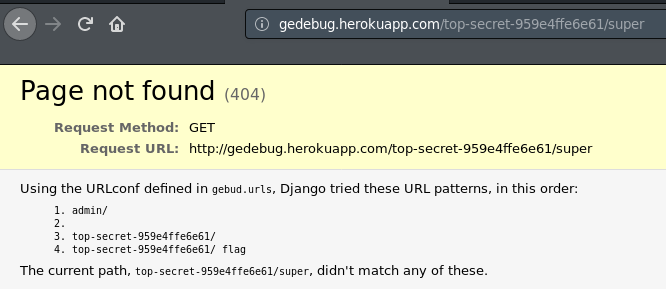 gedebug.herokuapp.com/top-secret-959e4ffe6e61/super
Page not found (404)
Request Method: GET
Request URL: http://gedebug.herokuapp.com/top-secret-959e4ffe6e61/super
Using the URLconf defined in gebud.urls, Django tried these URL patterns, in this order:
1. admin/
2.
3. top-secret-959e4ffe6e61/
4. top-secret-959e4ffe6e61/ flag
The current path, top-secret-959e4ffe6e61/super, didn't match any of these.